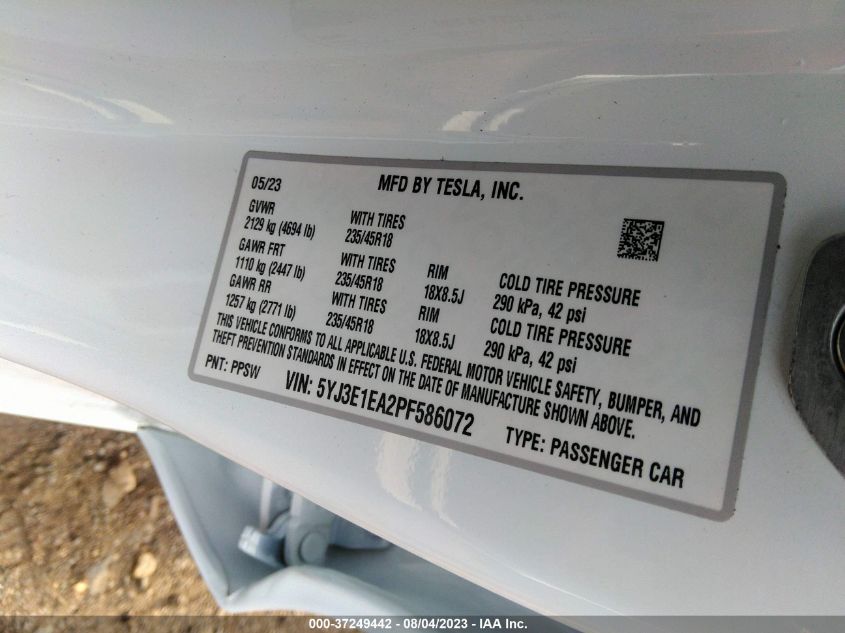 05/23 MFD BY TESLA, INC.
GVWR
2129 kg (4694 lb) WITH TIRES
235/45R18
GAWR FRT
1110 kg (2447 lb) WITH TIRES
235/45R18 RIM
18X8.5J COLD TIRE PRESSURE
290 kPa, 42 psi
GAWR RR
1257 kg (2771 lb) WITH TIRES
235/45R18 RIM
18X8.5J COLD TIRE PRESSURE
290 kPa, 42 psi
THIS VEHICLE CONFORMS TO ALL APPLICABLE U.S. FEDERAL MOTOR VEHICLE SAFETY, BUMPER, AND
THEFT PREVENTION STANDARDS IN EFFECT ON THE DATE OF MANUFACTURE SHOWN ABOVE.
PNT: PPSW VIN: 5YJ3E1EA2PF586072 TYPE: PASSENGER CAR
000-37249442 - 08/04/2023 - IAA Inc.